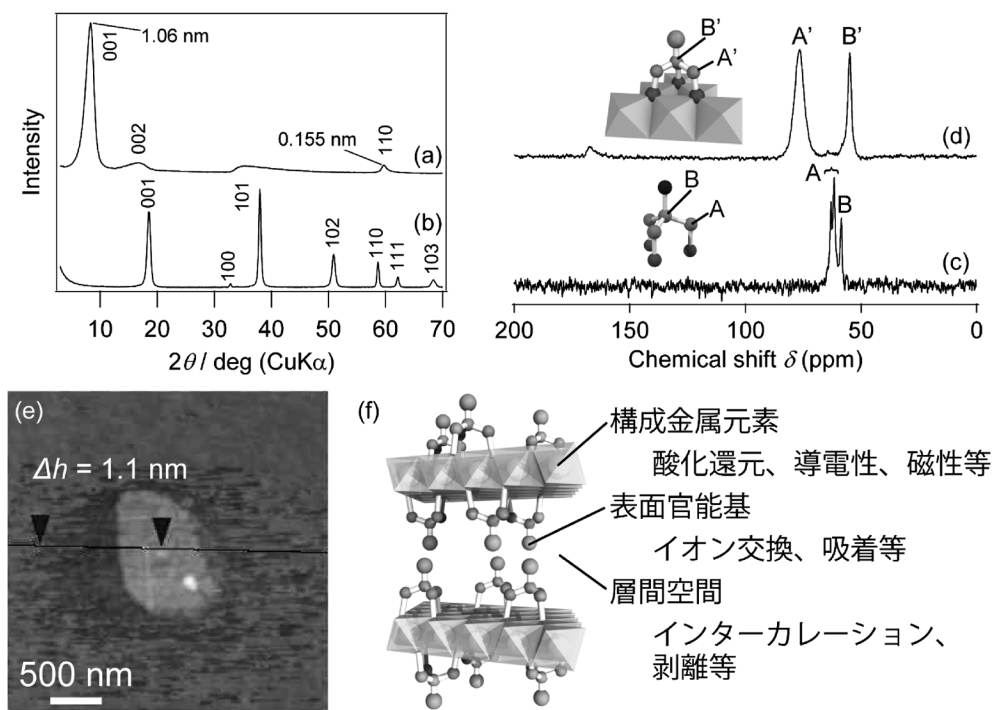 Intensity
001
1.06 nm
002
0.155 nm
110
(a)
001
100
101
102
110
111
103
(b)
10 20 30 40 50 60 70
2θ / deg (CuKα)
B'
A'
A' B'
(d)
B
A
A
B
(c)
200 150 100 50 0
Chemical shift δ (ppm)
(e)
Δh = 1.1 nm
500 nm
(f)
構成金属元素
酸化還元、導電性、磁性等
表面官能基
イオン交換、吸着等
層間空間
インターカレーション、
剥離等